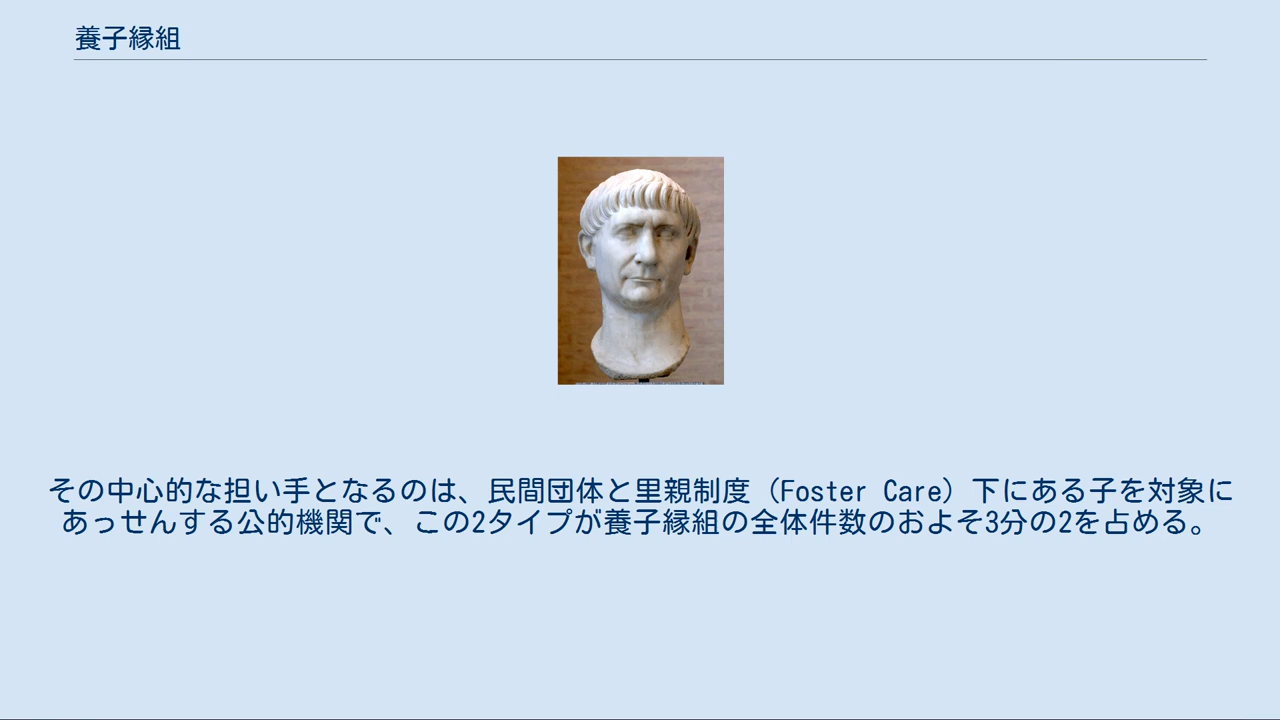 養子縁組
その中心的な担い手となるのは、民間団体と里親制度（Foster Care）下にある子を対象に
あっせんする公的機関で、この2タイプが養子縁組の全体件数のおよそ3分の2を占める。